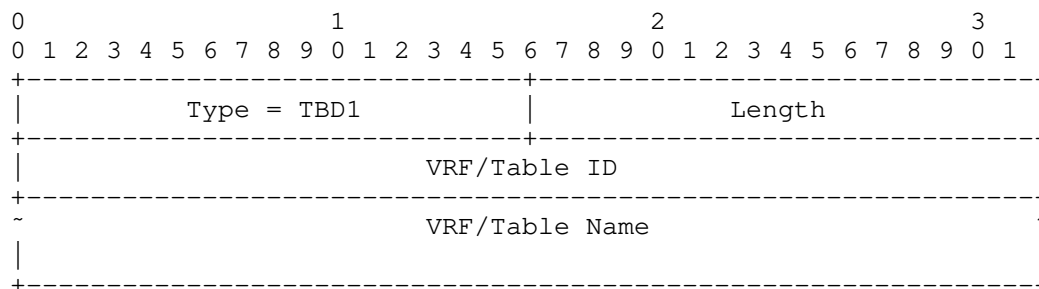 0                   1                   2                   3
0 1 2 3 4 5 6 7 8 9 0 1 2 3 4 5 6 7 8 9 0 1 2 3 4 5 6 7 8 9 0 1
+-------------------------------+-------------------------------
|          Type = TBD1          |            Length
+-------------------------------+-------------------------------
|                         VRF/Table ID
+---------------------------------------------------------------
~                         VRF/Table Name                        ~
|
+---------------------------------------------------------------